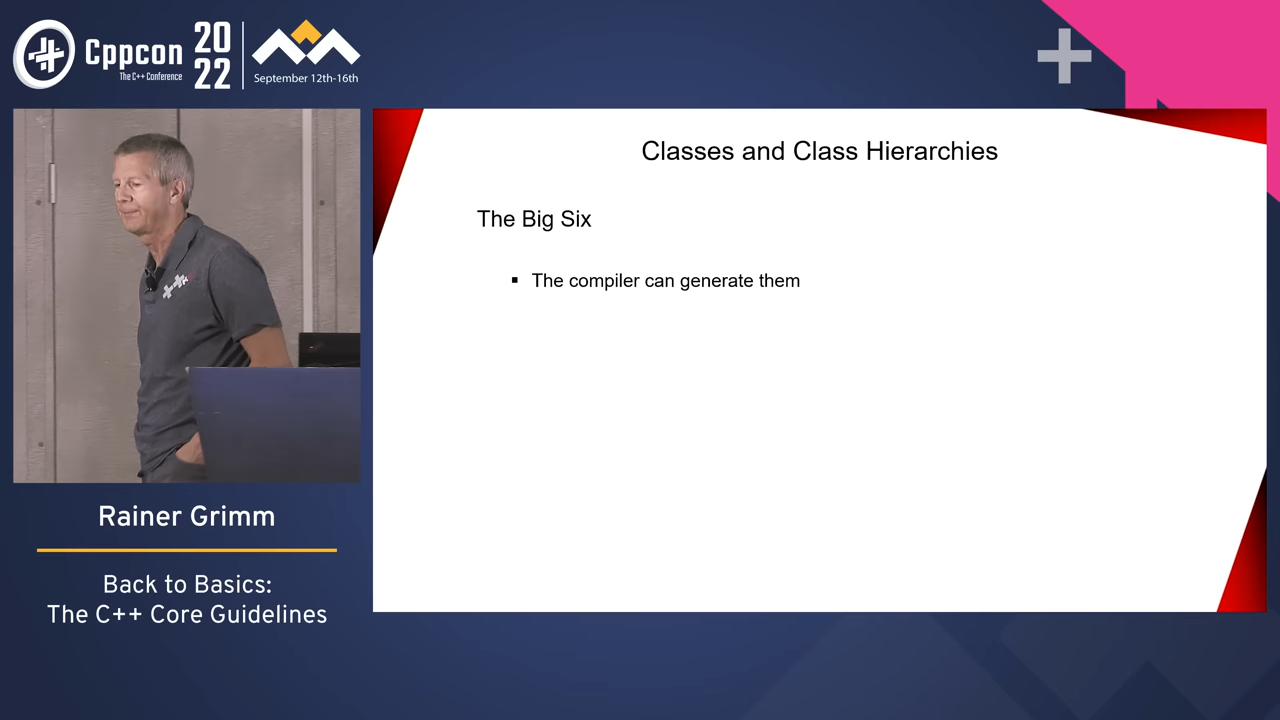 Cppcon
The C++ Conference
20
22
September 12th-16th
Classes and Class Hierarchies
The Big Six
▪ The compiler can generate them
Rainer Grimm
Back to Basics:
The C++ Core Guidelines